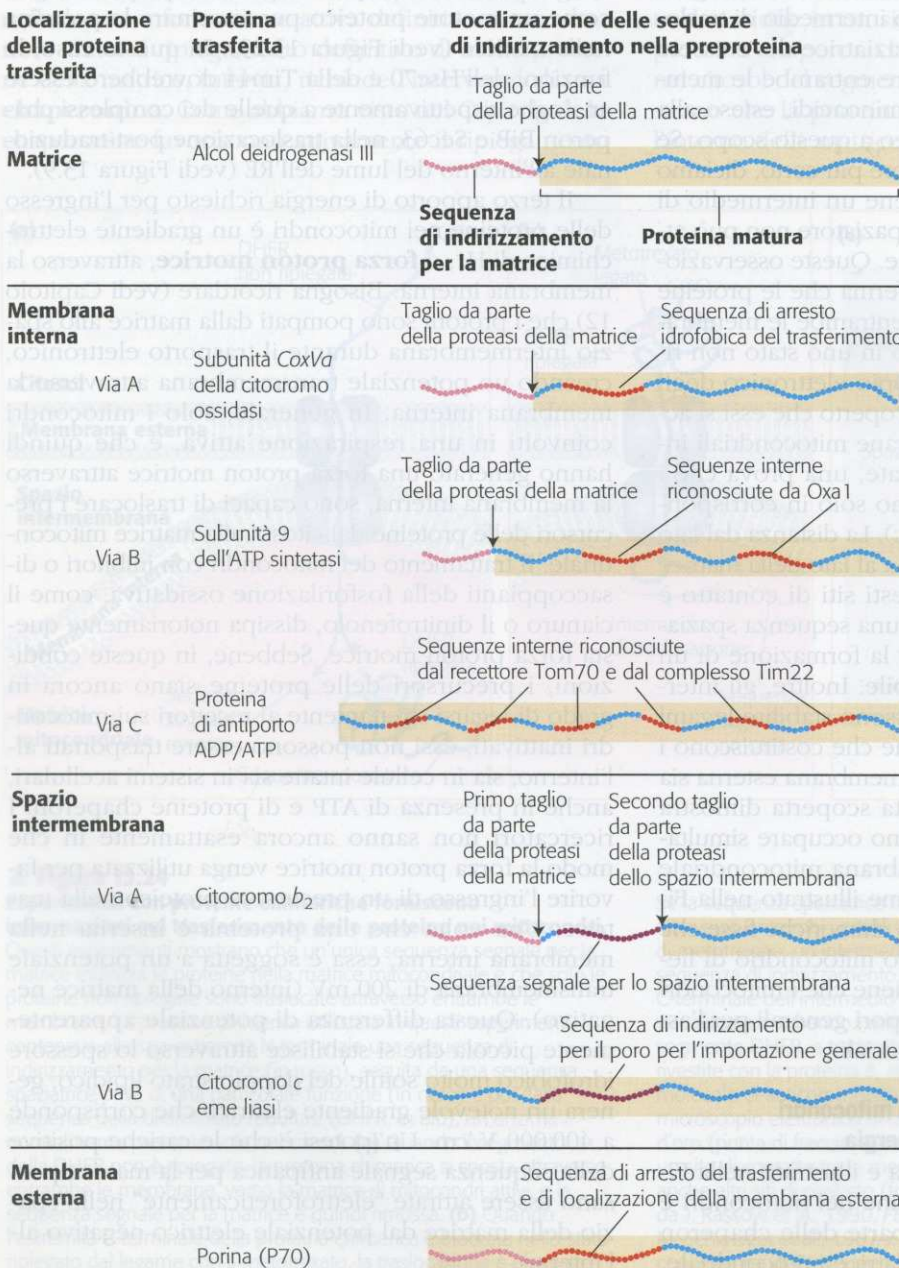 Localizzazione
della proteina
trasferita
Proteina
trasferita
Localizzazione delle sequenze
di indirizzamento nella preproteina
Taglio da parte
della proteasi della matrice
Matrice
Alcol deidrogenasi III
Sequenza
di indirizzamento
per la matrice
Proteina matura
Membrana
interna
Taglio da parte
della proteasi della matrice
Sequenza di arresto
idrofobica del trasferimento
Via A
Subunità CoxVa
della citocromo
ossidasi
Taglio da parte
della proteasi della matrice
Sequenze interne
riconosciute da Oxa1
Via B
Subunità 9
dell'ATP sintetasi
Sequenze interne riconosciute
dal recettore Tom70 e dal complesso Tim22
Via C
Proteina
di antiporto
ADP/ATP
Spazio
intermembrana
Primo taglio
da parte
della proteasi
della matrice
Secondo taglio
da parte
della proteasi
dello spazio intermembrana
Via A
Citocromo b2
Sequenza segnale per lo spazio intermembrana
Sequenza di indirizzamento
per il poro per l'importazione generale
Via B
Citocromo c
eme liasi
Membrana
esterna
Sequenza di arresto del trasferimento
e di localizzazione della membrana esterna
Porina (P70)